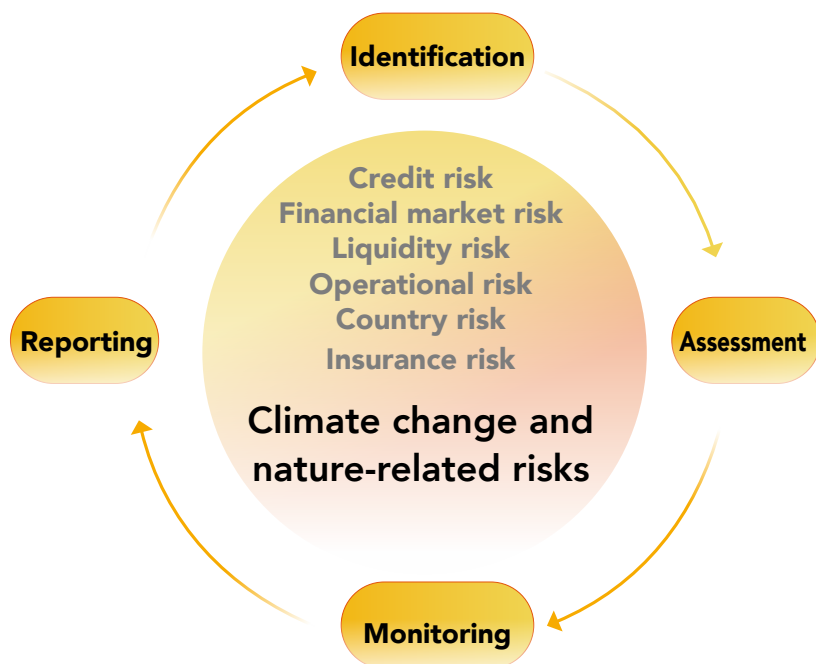 Identification
Credit risk
Financial market risk
Liquidity risk
Operational risk
Country risk
Insurance risk
Reporting
Assessment
Climate change and
nature-related risks
Monitoring